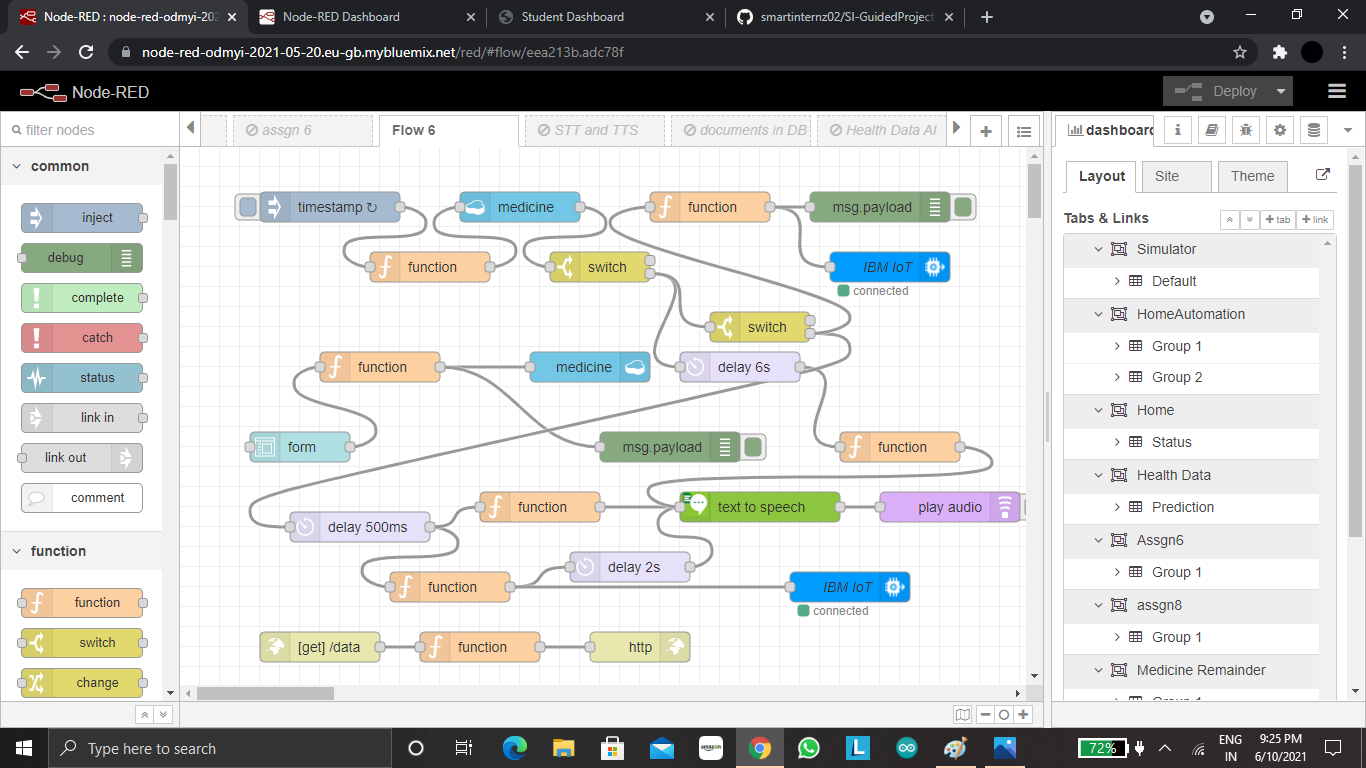 Node-RED : node-red-odmyi-202
Node-RED Dashboard
Student Dashboard
smartinternz02/SI-GuidedProject
node-red-odmyi-2021-05-20.eu-gb.mybluemix.net/red/#flow/eea213b.adc78f
Node-RED
Deploy
filter nodes
assgn 6
Flow 6
STT and TTS
documents in DB
Health Data AI
dashboard
common
inject
debug
complete
catch
status
link in
link out
comment
function
function
switch
change
timestamp ↻
medicine
function
msg.payload
function
switch
IBM IoT
connected
switch
function
medicine
delay 6s
form
msg.payload
function
function
text to speech
play audio
delay 500ms
delay 2s
function
IBM IoT
connected
[get] /data
function
http
Layout
Site
Theme
Tabs & Links
+ tab
+ link
Simulator
Default
HomeAutomation
Group 1
Group 2
Home
Status
Health Data
Prediction
Assgn6
Group 1
assgn8
Group 1
Medicine Remainder
Group 1
Type here to search
amazon
L
72%
ENG
IN
9:25 PM
6/10/2021